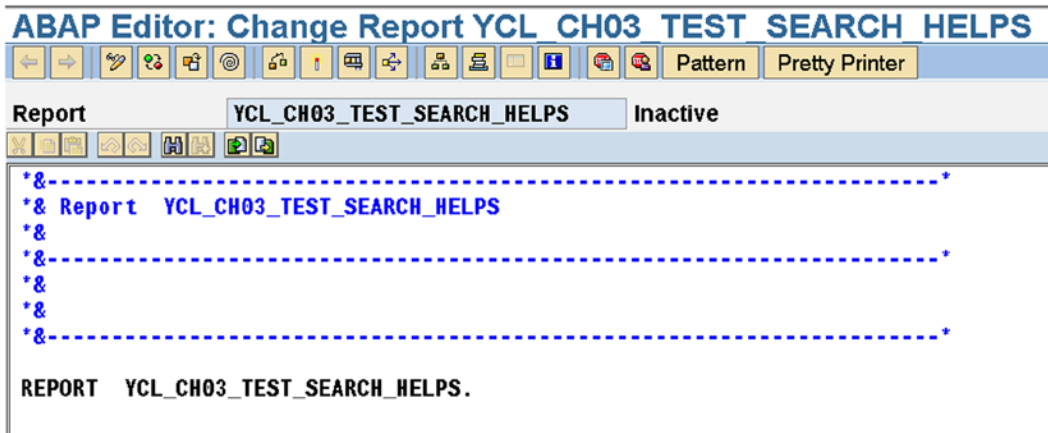 ABAP Editor: Change Report YCL_CH03_TEST_SEARCH_HELPS
Pattern Pretty Printer
Report YCL_CH03_TEST_SEARCH_HELPS Inactive
*&---------------------------------------------------------------------*
*& Report  YCL_CH03_TEST_SEARCH_HELPS
*&
*&---------------------------------------------------------------------*
*&
*&
*&---------------------------------------------------------------------*
REPORT  YCL_CH03_TEST_SEARCH_HELPS.